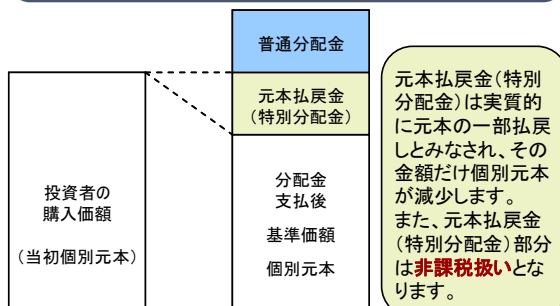 普通分配金
元本払戻金
（特別分配金）
投資者の
購入価額
（当初個別元本）
分配金
支払後
基準価額
個別元本
元本払戻金（特別
分配金）は実質的
に元本の一部払戻
しとみなされ、その
金額だけ個別元本
が減少します。
また、元本払戻金
（特別分配金）部分
は非課税扱いとな
ります。